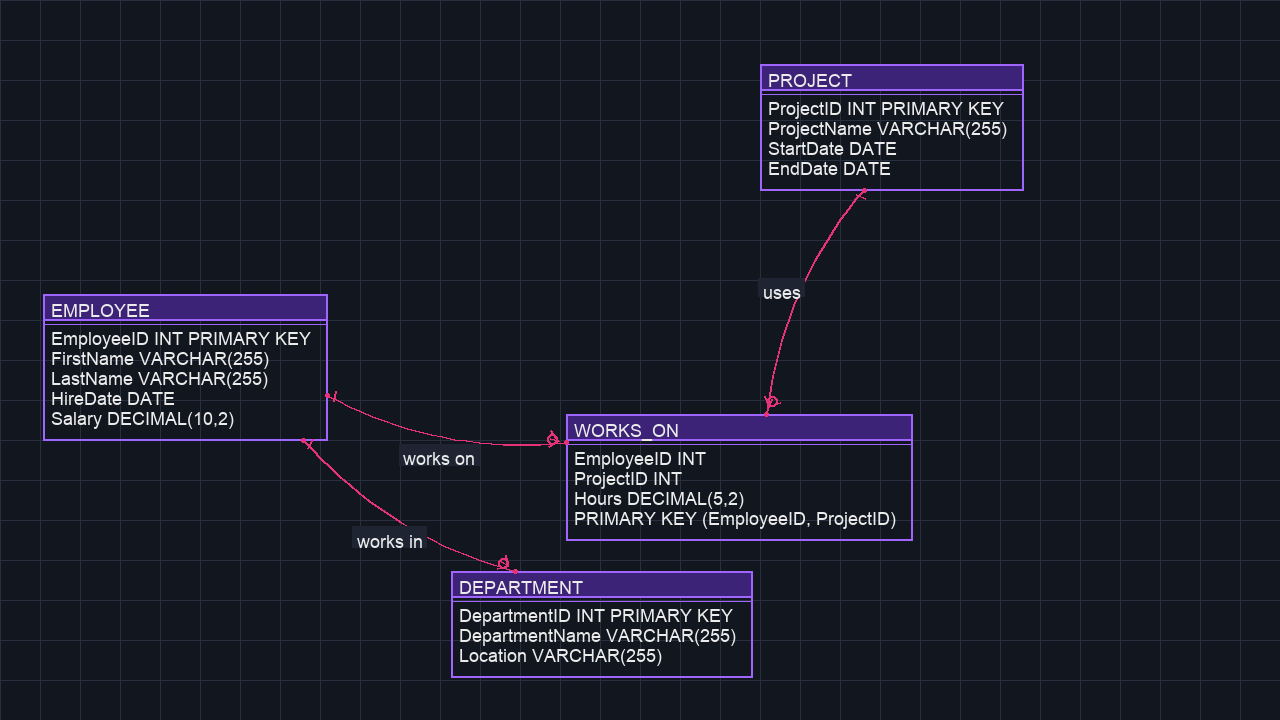 PROJECT
ProjectID INT PRIMARY KEY
ProjectName VARCHAR(255)
StartDate DATE
EndDate DATE
uses
EMPLOYEE
EmployeeID INT PRIMARY KEY
FirstName VARCHAR(255)
LastName VARCHAR(255)
HireDate DATE
Salary DECIMAL(10,2)
works on
WORKS_ON
EmployeeID INT
ProjectID INT
Hours DECIMAL(5,2)
PRIMARY KEY (EmployeeID, ProjectID)
works in
DEPARTMENT
DepartmentID INT PRIMARY KEY
DepartmentName VARCHAR(255)
Location VARCHAR(255)